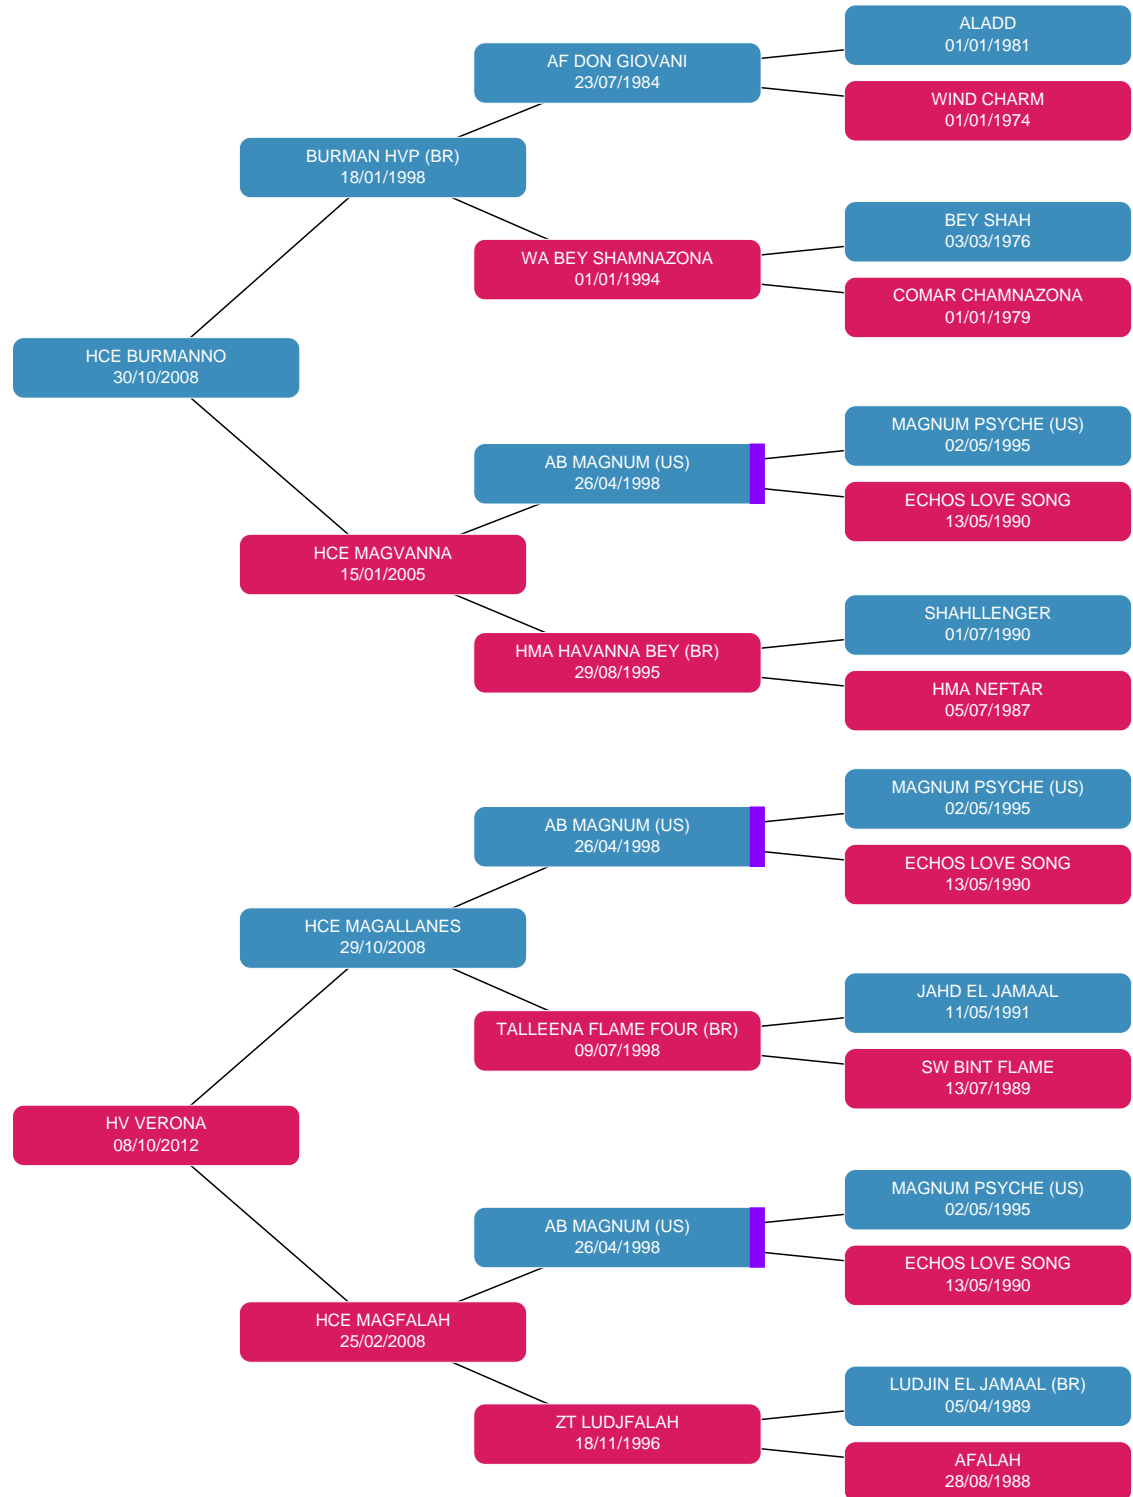 ALADD
01/01/1981
AF DON GIOVANI
23/07/1984
WIND CHARM
01/01/1974
BURMAN HVP (BR)
18/01/1998
BEY SHAH
03/03/1976
WA BEY SHAMNAZONA
01/01/1994
COMAR CHAMNAZONA
01/01/1979
HCE BURMANNO
30/10/2008
MAGNUM PSYCHE (US)
02/05/1995
AB MAGNUM (US)
26/04/1998
ECHOS LOVE SONG
13/05/1990
HCE MAGVANNA
15/01/2005
SHAHLLENGER
01/07/1990
HMA HAVANNA BEY (BR)
29/08/1995
HMA NEFTAR
05/07/1987
MAGNUM PSYCHE (US)
02/05/1995
AB MAGNUM (US)
26/04/1998
ECHOS LOVE SONG
13/05/1990
HCE MAGALLANES
29/10/2008
JAHD EL JAMAAL
11/05/1991
TALLEENA FLAME FOUR (BR)
09/07/1998
SW BINT FLAME
13/07/1989
HV VERONA
08/10/2012
MAGNUM PSYCHE (US)
02/05/1995
AB MAGNUM (US)
26/04/1998
ECHOS LOVE SONG
13/05/1990
HCE MAGFALAH
25/02/2008
LUDJIN EL JAMAAL (BR)
05/04/1989
ZT LUDJFALAH
18/11/1996
AFALAH
28/08/1988